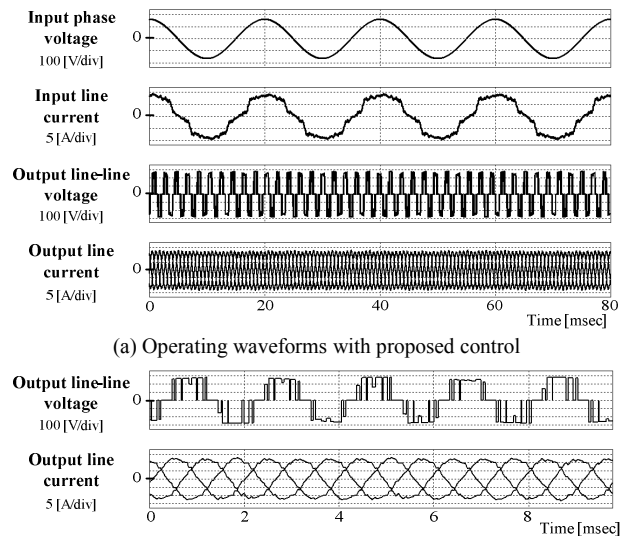 Input phase
voltage
100 [V/div]
0
Input line
current
5 [A/div]
0
Output line-line
voltage
100 [V/div]
0
Output line
current
5 [A/div]
0
0 20 40 60 80
Time [msec]
(a) Operating waveforms with proposed control
Output line-line
voltage
100 [V/div]
0
Output line
current
5 [A/div]
0
0 2 4 6 8
Time [msec]